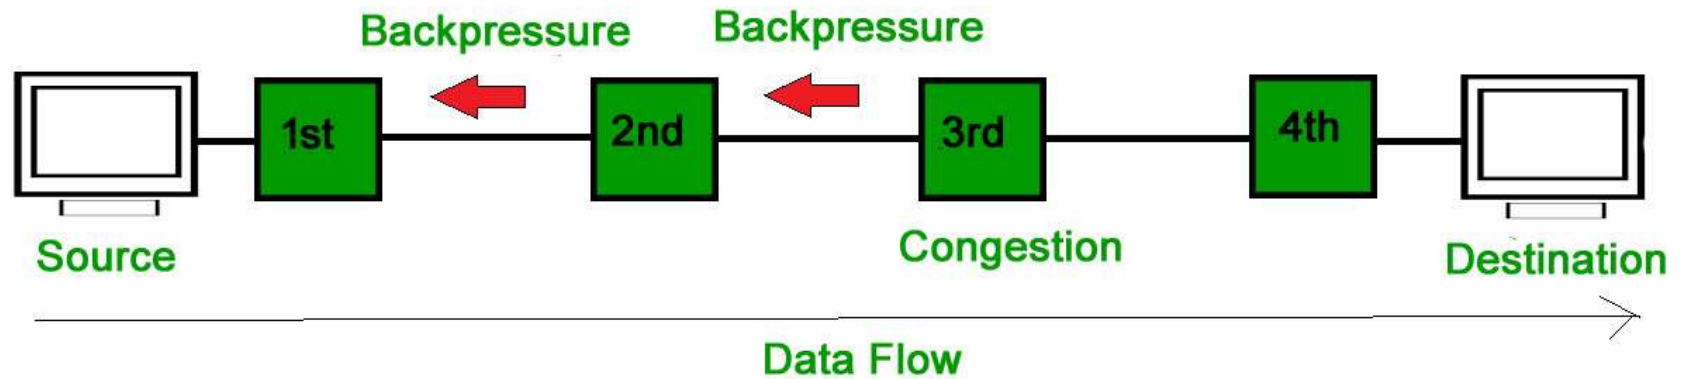 Backpressure
Backpressure
1st
2nd
3rd
4th
Source
Congestion
Destination
Data Flow